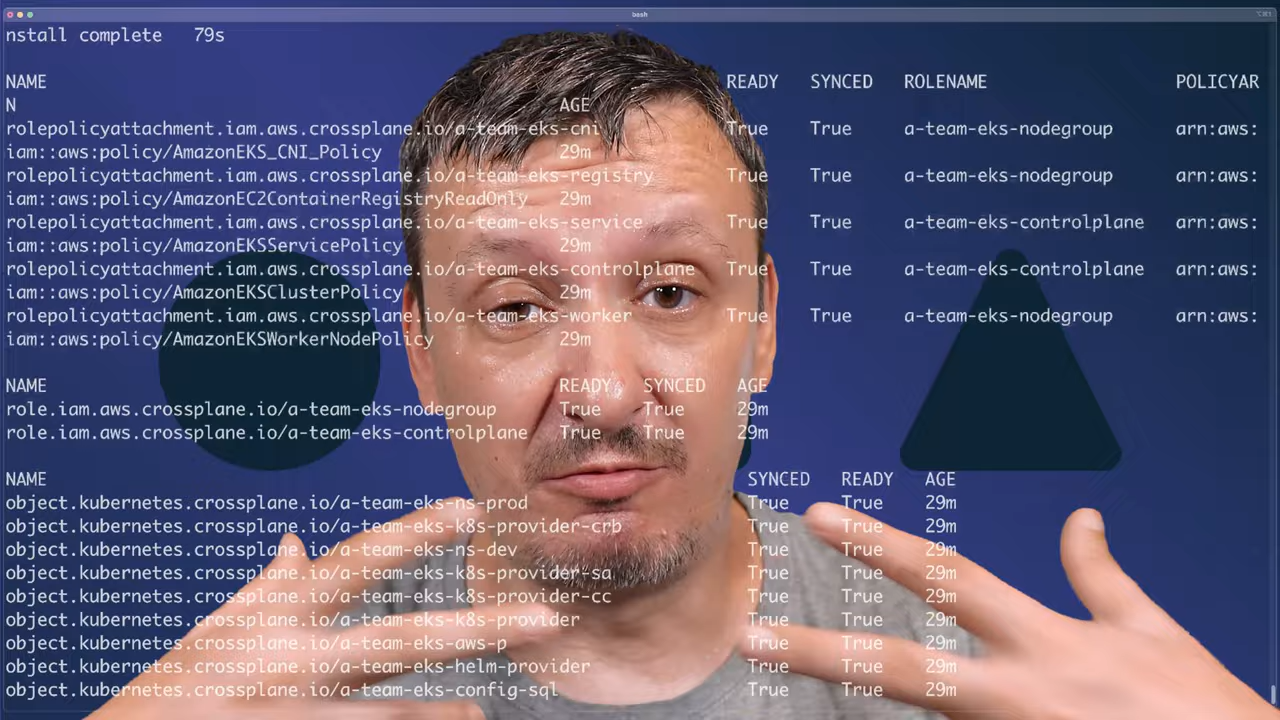 bash
nstall complete 79s
NAME READY SYNCED ROLENAME POLICYAR
N AGE
rolepolicyattachment.iam.aws.crossplane.io/a-team-eks-cni True True a-team-eks-nodegroup arn:aws:
iam::aws:policy/AmazonEKS_CNI_Policy 29m
rolepolicyattachment.iam.aws.crossplane.io/a-team-eks-registry True True a-team-eks-nodegroup arn:aws:
iam::aws:policy/AmazonEC2ContainerRegistryReadOnly 29m
rolepolicyattachment.iam.aws.crossplane.io/a-team-eks-service True True a-team-eks-controlplane arn:aws:
iam::aws:policy/AmazonEKSServicePolicy 29m
rolepolicyattachment.iam.aws.crossplane.io/a-team-eks-controlplane True True a-team-eks-controlplane arn:aws:
iam::aws:policy/AmazonEKSClusterPolicy 29m
rolepolicyattachment.iam.aws.crossplane.io/a-team-eks-worker True True a-team-eks-nodegroup arn:aws:
iam::aws:policy/AmazonEKSWorkerNodePolicy 29m
NAME READY SYNCED AGE
role.iam.aws.crossplane.io/a-team-eks-nodegroup True True 29m
role.iam.aws.crossplane.io/a-team-eks-controlplane True True 29m
NAME SYNCED READY AGE
object.kubernetes.crossplane.io/a-team-eks-ns-prod True True 29m
object.kubernetes.crossplane.io/a-team-eks-k8s-provider-crb True True 29m
object.kubernetes.crossplane.io/a-team-eks-ns-dev True True 29m
object.kubernetes.crossplane.io/a-team-eks-k8s-provider-sa True True 29m
object.kubernetes.crossplane.io/a-team-eks-k8s-provider-cc True True 29m
object.kubernetes.crossplane.io/a-team-eks-k8s-provider True True 29m
object.kubernetes.crossplane.io/a-team-eks-aws-p True True 29m
object.kubernetes.crossplane.io/a-team-eks-helm-provider True True 29m
object.kubernetes.crossplane.io/a-team-eks-config-sql True True 29m